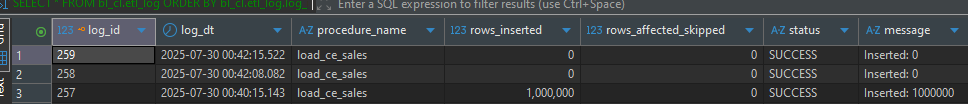 SELECT * FROM bl_cl.etl_log ORDER BY bl_cl.etl_log.log_
Enter a SQL expression to filter results (use Ctrl+Space)
123 log_id log_dt A-Z procedure_name 123 rows_inserted 123 rows_affected_skipped A-Z status A-Z message
1 259 2025-07-30 00:42:15.522 load_ce_sales 0 0 SUCCESS Inserted: 0
2 258 2025-07-30 00:42:08.082 load_ce_sales 0 0 SUCCESS Inserted: 0
3 257 2025-07-30 00:40:15.143 load_ce_sales 1,000,000 0 SUCCESS Inserted: 1000000